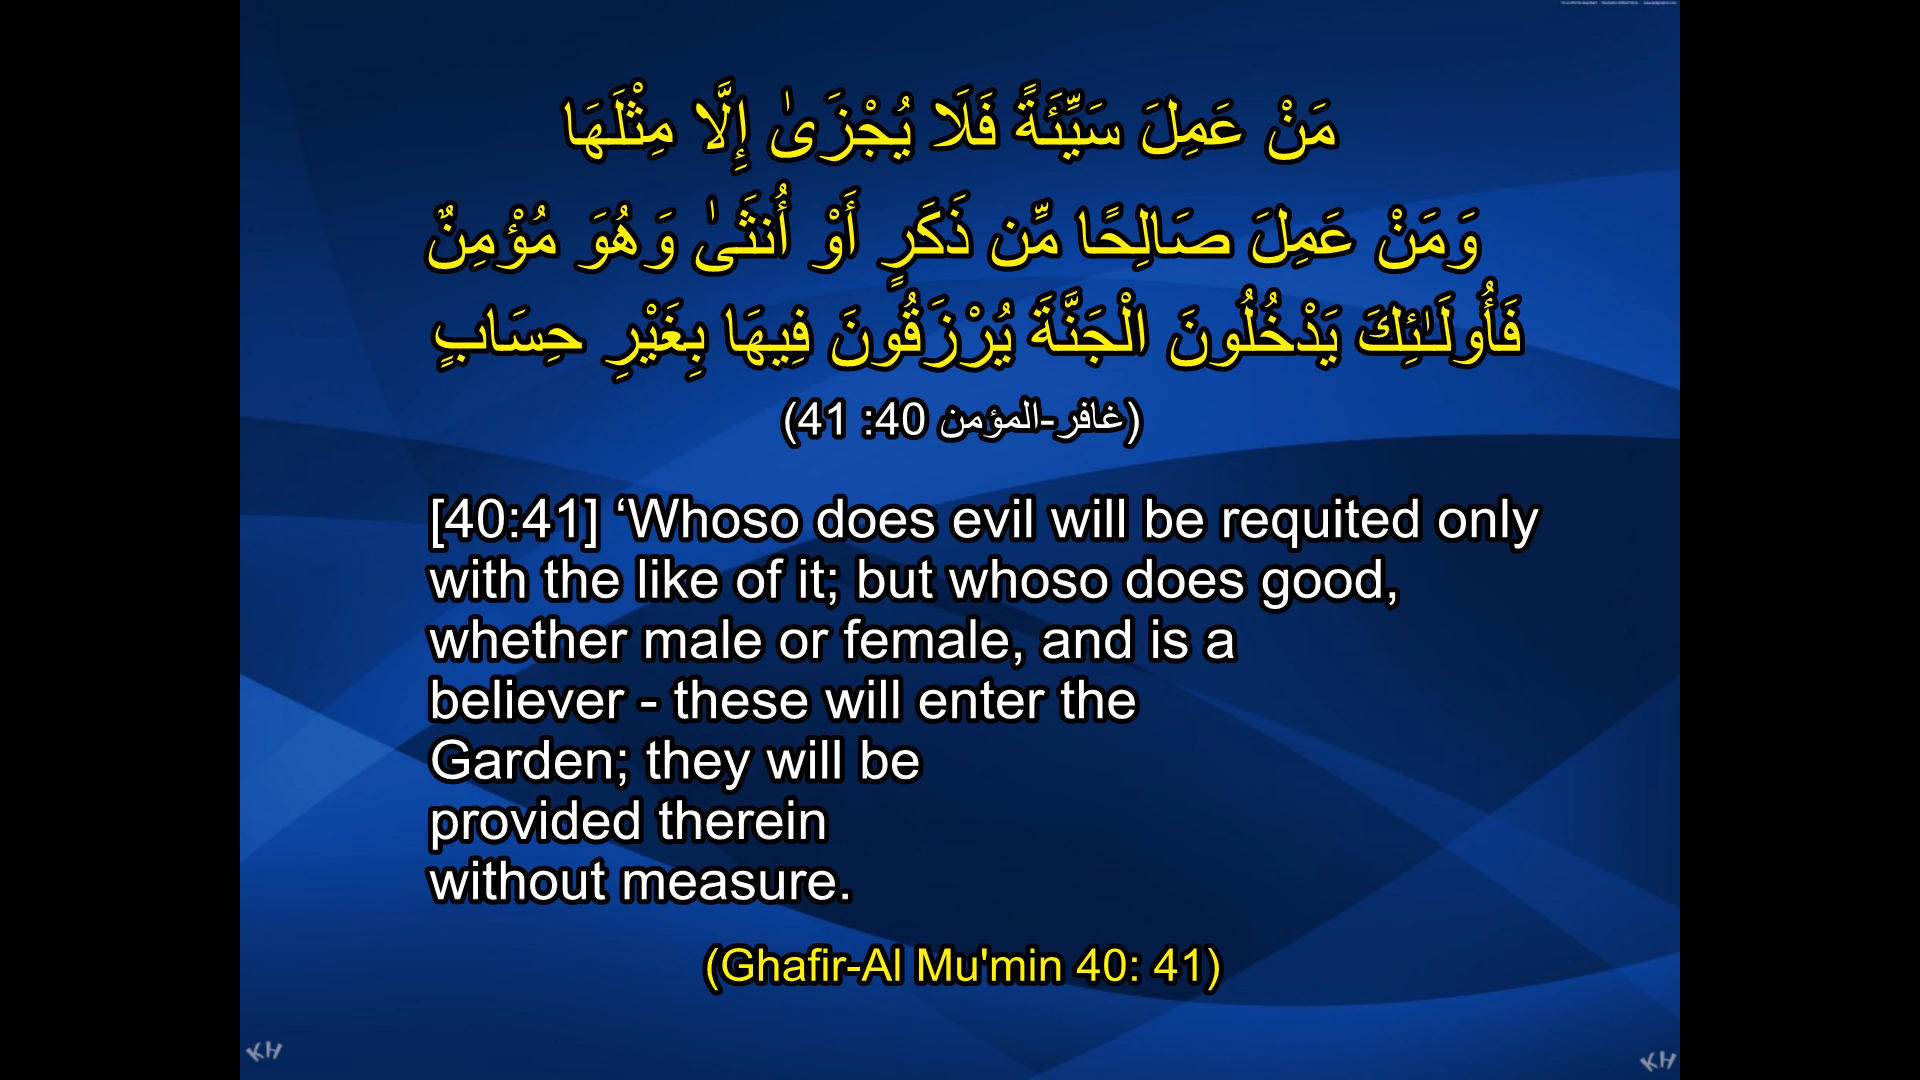 مَنْ عَمِلَ سَيِّئَةً فَلَا يُجْزَىٰ إِلَّا مِثْلَهَا
وَمَنْ عَمِلَ صَالِحًا مِّن ذَكَرٍ أَوْ أُنثَىٰ وَهُوَ مُؤْمِنٌ
فَأُولَـٰئِكَ يَدْخُلُونَ الْجَنَّةَ يُرْزَقُونَ فِيهَا بِغَيْرِ حِسَابٍ
(غافر-المؤمن 40: 41)
[40:41] ‘Whoso does evil will be requited only
with the like of it; but whoso does good,
whether male or female, and is a
believer - these will enter the
Garden; they will be
provided therein
without measure.
(Ghafir-Al Mu'min 40: 41)
KH
KH